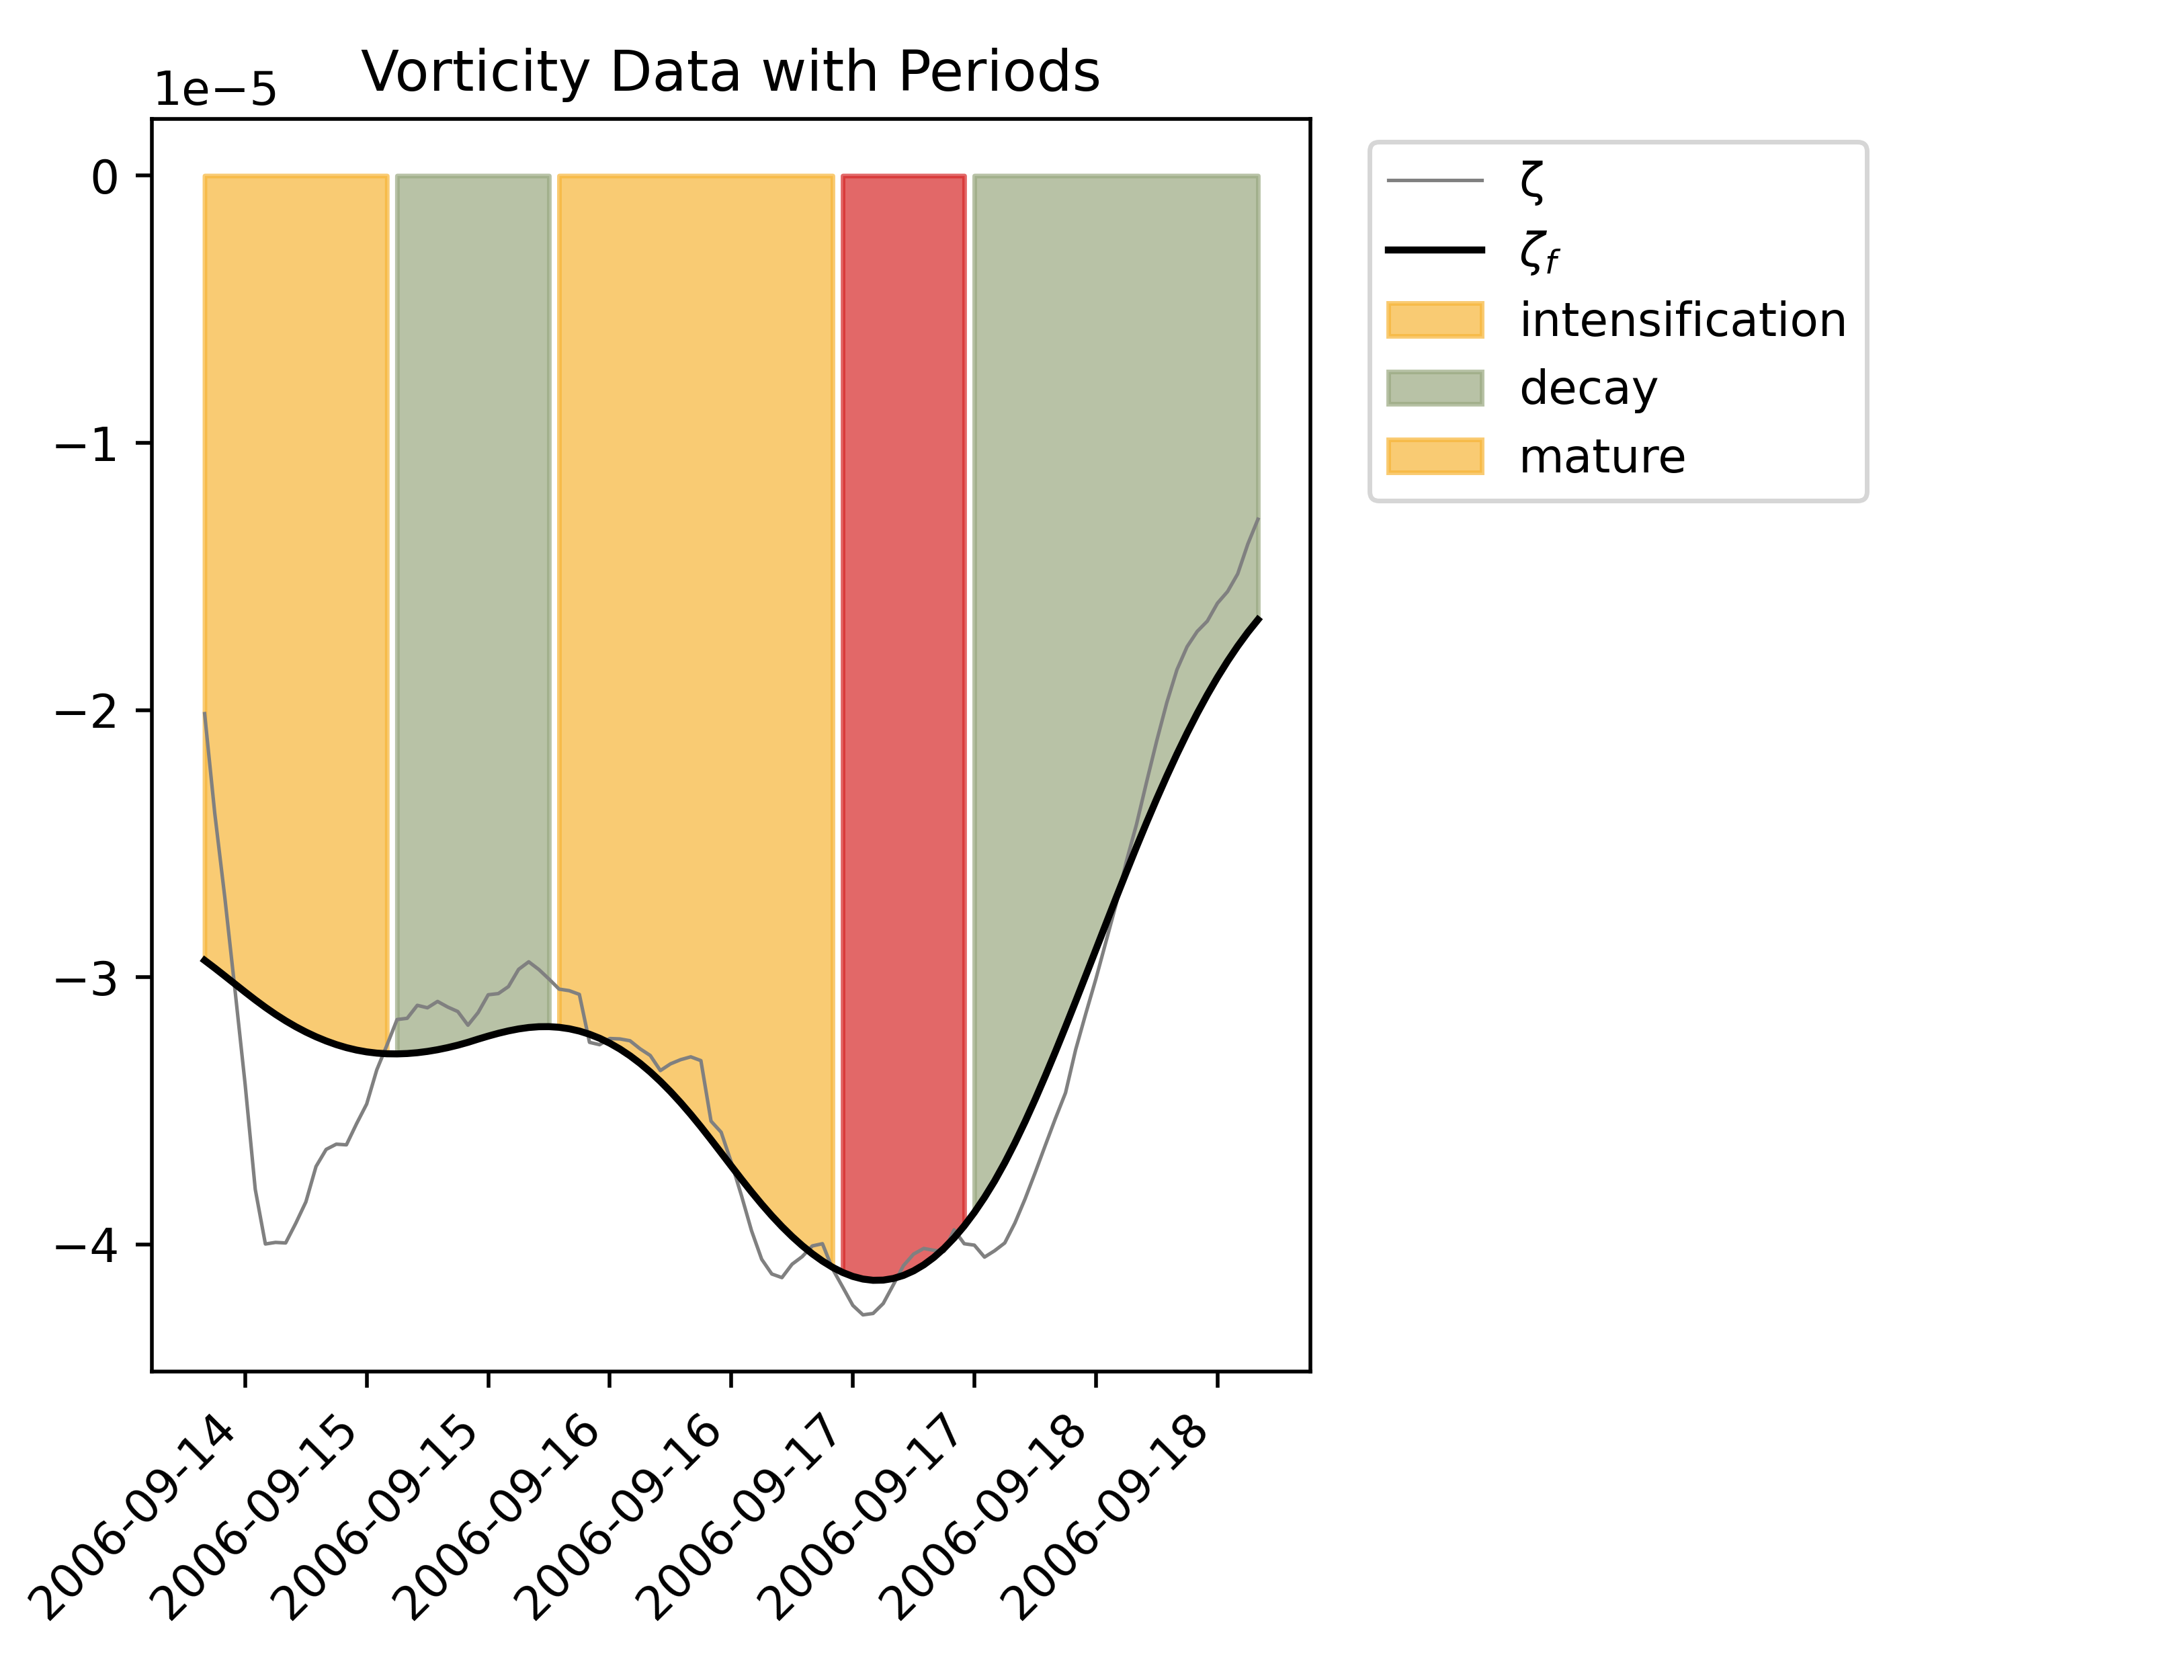 Vorticity Data with Periods
1e−5
0
−1
−2
−3
−4
2006-09-14
2006-09-15
2006-09-15
2006-09-16
2006-09-16
2006-09-17
2006-09-17
2006-09-18
2006-09-18
ζ
ζf
intensification
decay
mature